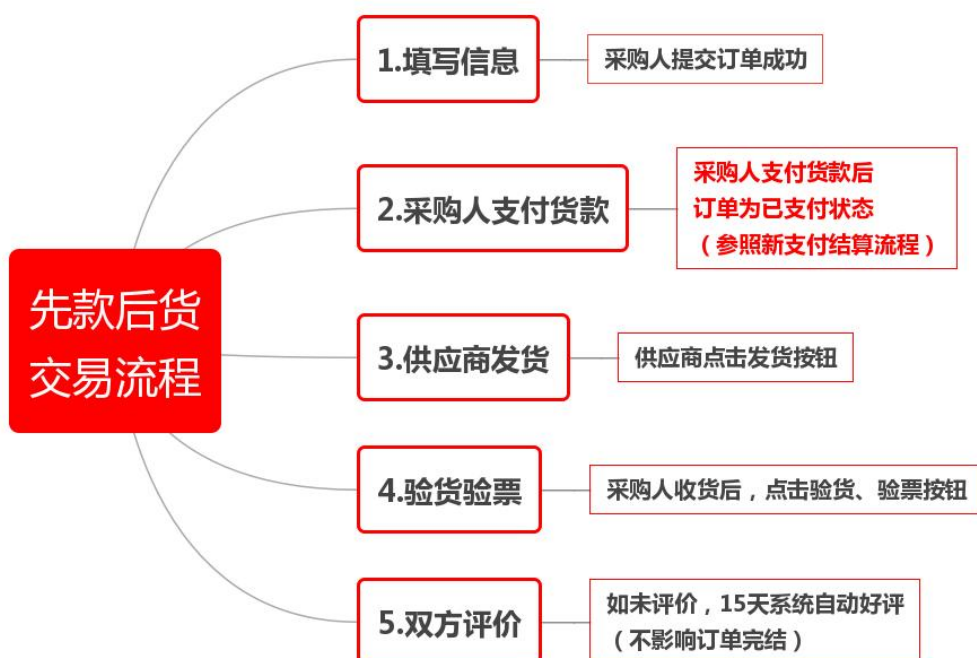 先款后货
交易流程
1.填写信息
采购人提交订单成功
2.采购人支付货款
采购人支付货款后
订单为已支付状态
（参照新支付结算流程）
3.供应商发货
供应商点击发货按钮
4.验货验票
采购人收货后，点击验货、验票按钮
5.双方评价
如未评价，15天系统自动好评
（不影响订单完结）